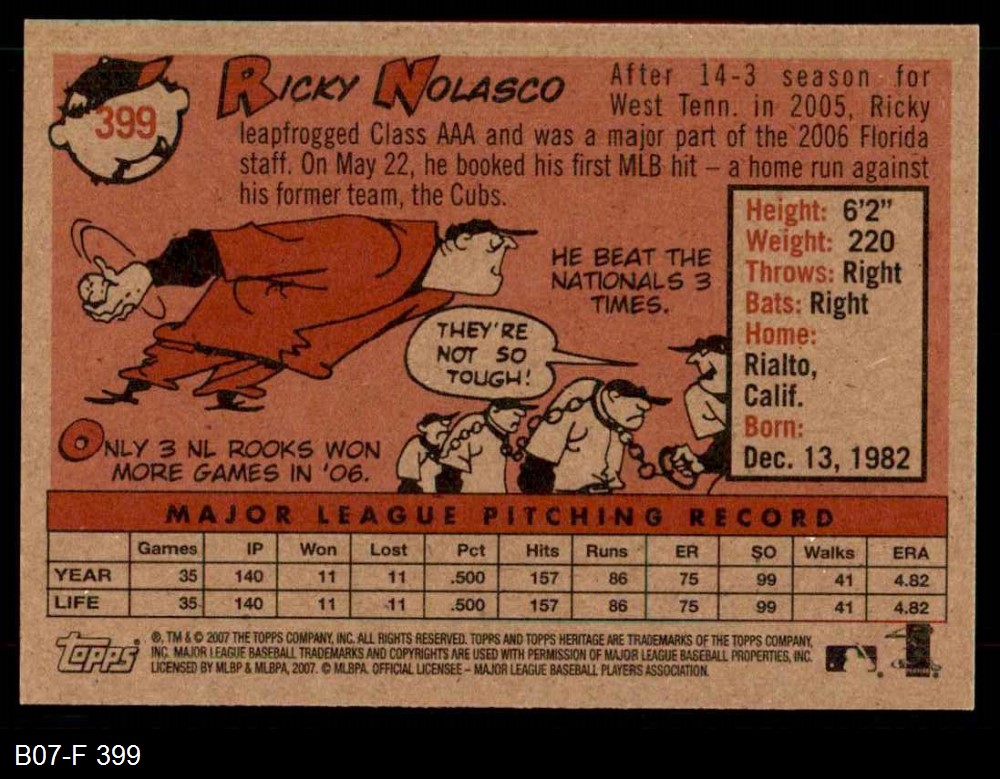 399
RICKY NOLASCO
After 14-3 season for
West Tenn. in 2005, Ricky
leapfrogged Class AAA and was a major part of the 2006 Florida
staff. On May 22, he booked his first MLB hit – a home run against
his former team, the Cubs.
HE BEAT THE
NATIONALS 3
TIMES.
THEY'RE
NOT SO
TOUGH!
ONLY 3 NL ROOKS WON
MORE GAMES IN '06.
Height: 6'2"
Weight: 220
Throws: Right
Bats: Right
Home:
Rialto,
Calif.
Born:
Dec. 13, 1982
MAJOR LEAGUE PITCHING RECORD
Games IP Won Lost Pct Hits Runs ER SO Walks ERA
YEAR 35 140 11 11 .500 157 86 75 99 41 4.82
LIFE 35 140 11 11 .500 157 86 75 99 41 4.82
Topps
®, TM & © 2007 THE TOPPS COMPANY, INC. ALL RIGHTS RESERVED. TOPPS AND TOPPS HERITAGE ARE TRADEMARKS OF THE TOPPS COMPANY,
INC. MAJOR LEAGUE BASEBALL TRADEMARKS AND COPYRIGHTS ARE USED WITH PERMISSION OF MAJOR LEAGUE BASEBALL PROPERTIES, INC.
LICENSED BY MLBP & MLBPA, 2007. © MLBPA. OFFICIAL LICENSEE – MAJOR LEAGUE BASEBALL PLAYERS ASSOCIATION.
B07-F 399